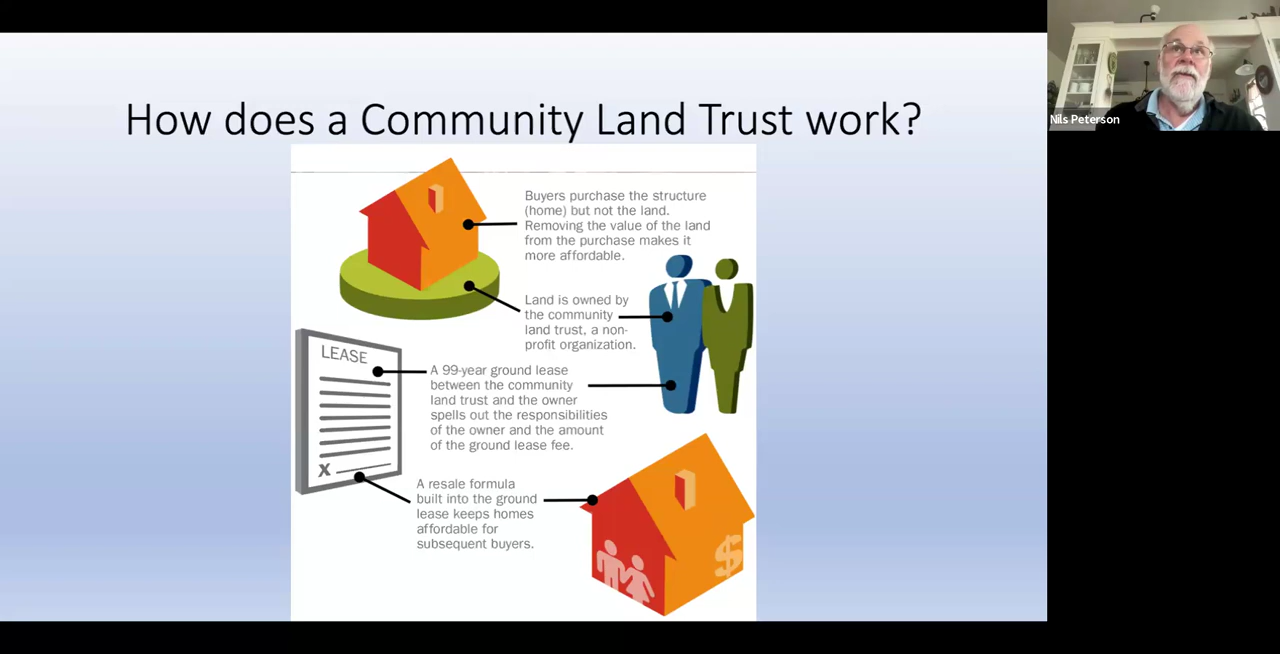 How does a Community Land Trust work?
Nils Peterson
Buyers purchase the structure
(home) but not the land.
Removing the value of the land
from the purchase makes it
more affordable.
Land is owned by
the community
land trust, a non-
profit organization.
LEASE
A 99-year ground lease
between the community
land trust and the owner
spells out the responsibilities
of the owner and the amount
of the ground lease fee.
X
A resale formula
built into the ground
lease keeps homes
affordable for
subsequent buyers.
$